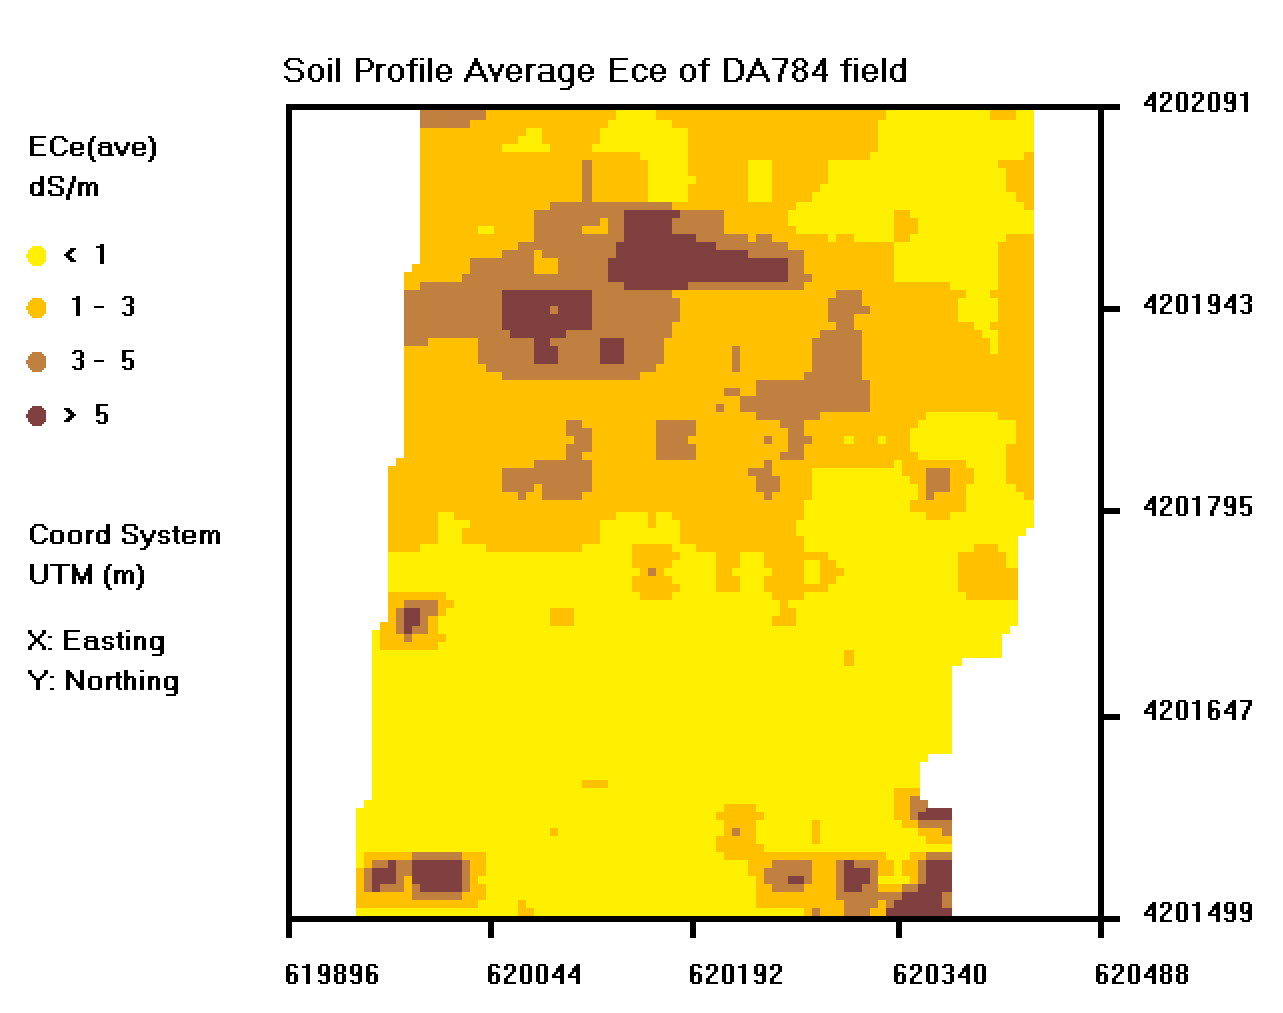 Soil Profile Average Ece of DA784 field
ECe(ave)
dS/m
< 1
1 - 3
3 - 5
> 5
Coord System
UTM (m)
X: Easting
Y: Northing
4202091
4201943
4201795
4201647
4201499
619896 620044 620192 620340 620488